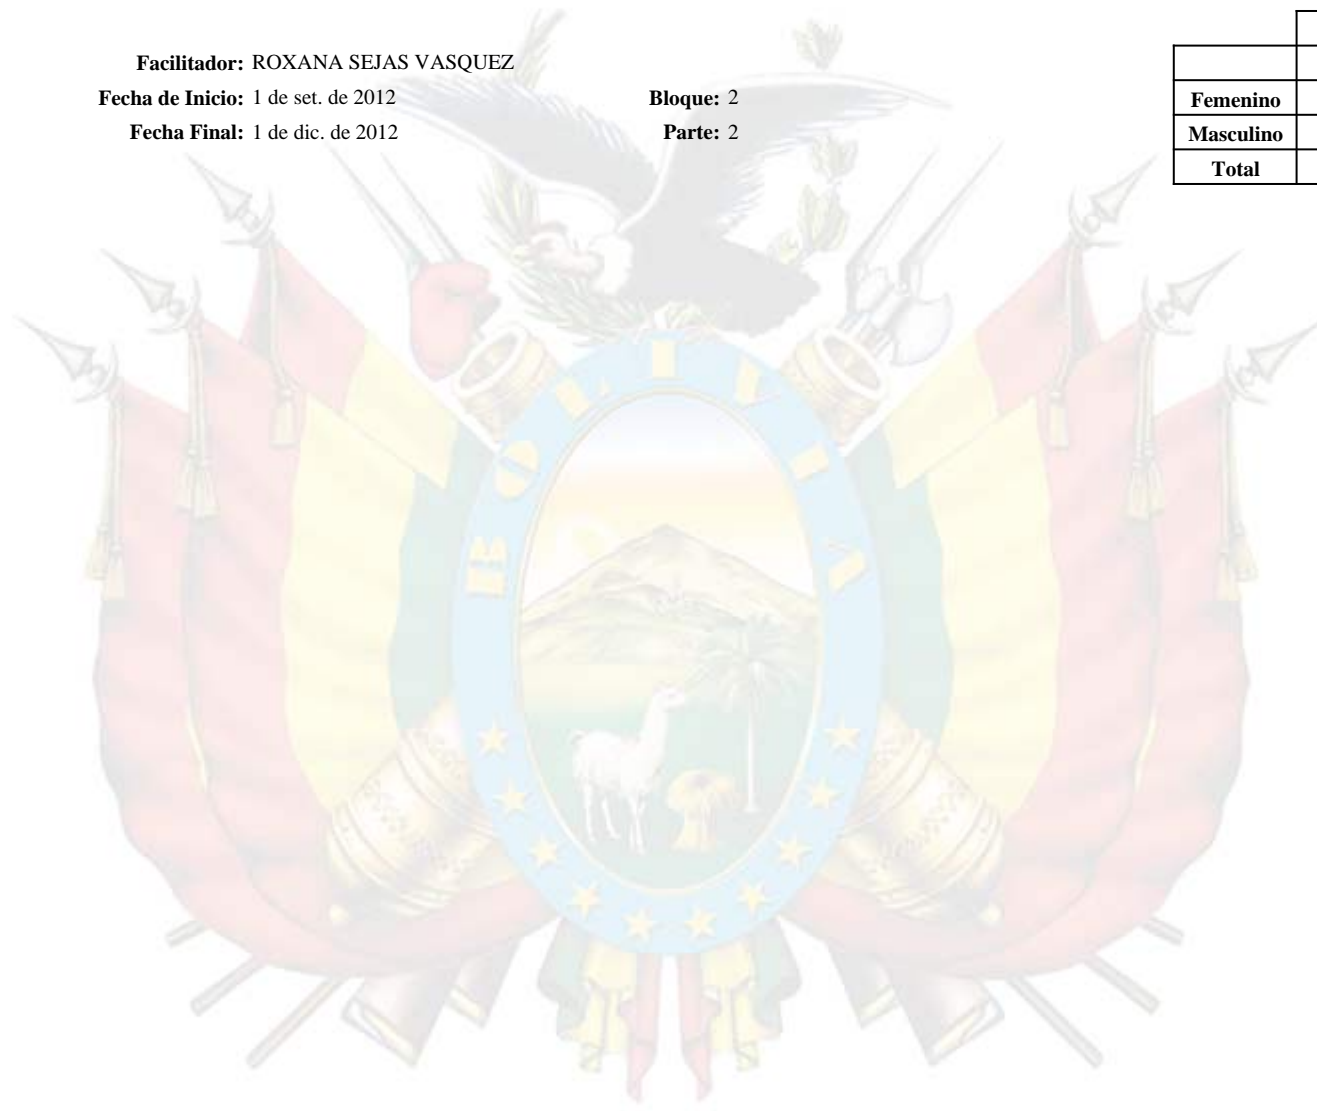 Facilitador: ROXANA SEJAS VASQUEZ
Fecha de Inicio: 1 de set. de 2012 Bloque: 2
Fecha Final: 1 de dic. de 2012 Parte: 2
Femenino
Masculino
Total
BOLIVIA